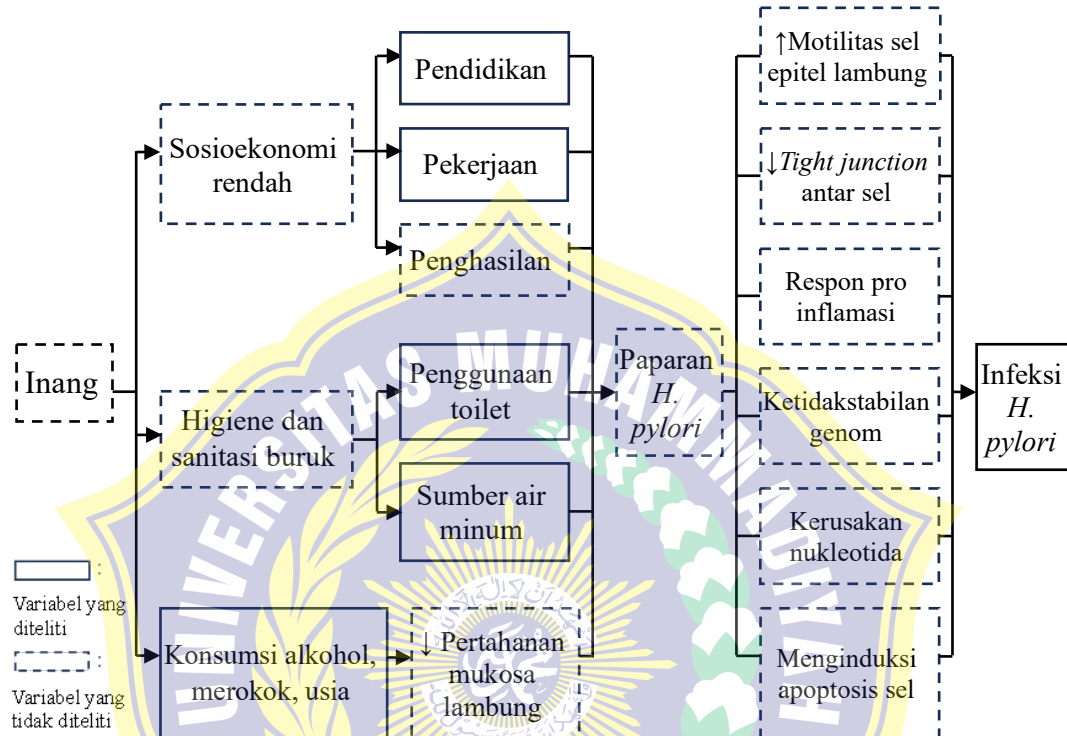 Inang
Sosioekonomi
rendah
Higiene dan
sanitasi buruk
Konsumsi alkohol,
merokok, usia
Pendidikan
Pekerjaan
Penghasilan
Penggunaan
toilet
Sumber air
minum
↓ Pertahanan
mukosa
lambung
Paparan
H.
pylori
↑Motilitas sel
epitel lambung
↓Tight junction
antar sel
Respon pro
inflamasi
Ketidakstabilan
genom
Kerusakan
nukleotida
Menginduksi
apoptosis sel
Infeksi
H.
pylori
:
Variabel yang
diteliti
:
Variabel yang
tidak diteliti
UNIVERSITAS MUHAMMADIYAH